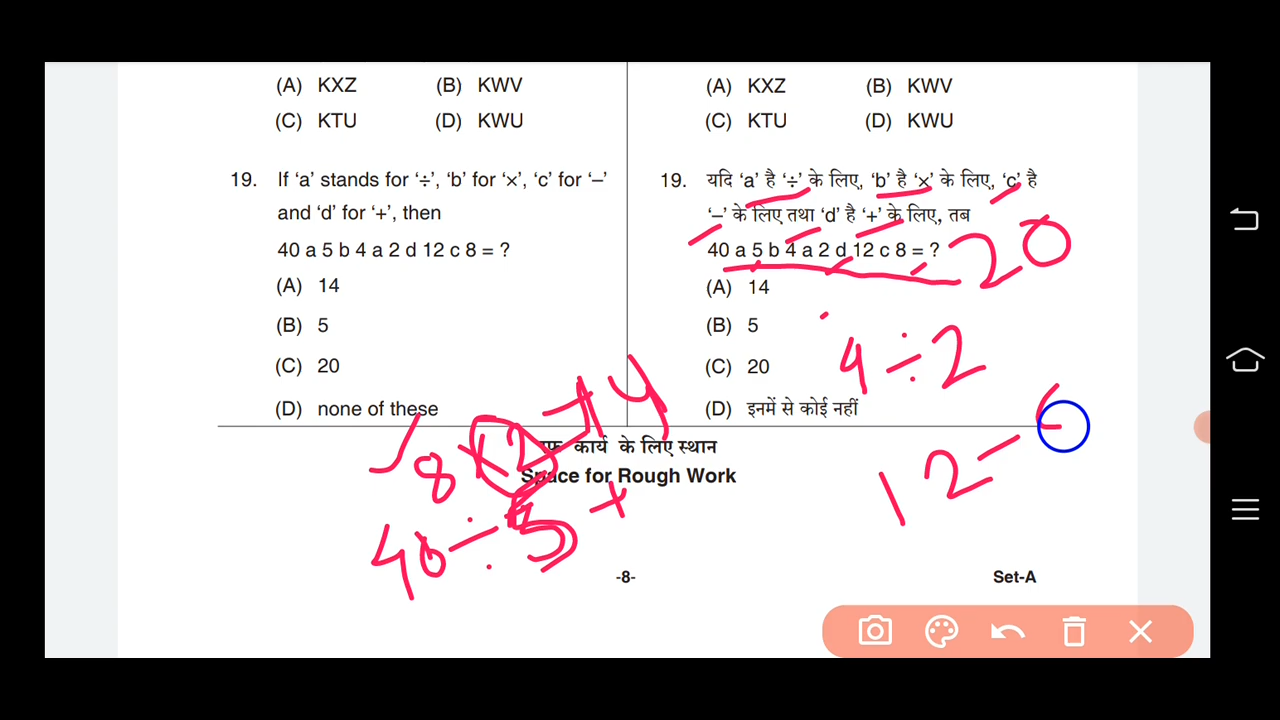 (A) KXZ (B) KWV
(C) KTU (D) KWU
19. If ‘a’ stands for ‘÷’, ‘b’ for ‘×’, ‘c’ for ‘–’
and ‘d’ for ‘+’, then
40 a 5 b 4 a 2 d 12 c 8 = ?
(A) 14
(B) 5
(C) 20
(D) none of these
(A) KXZ (B) KWV
(C) KTU (D) KWU
19. यदि ‘a’ है ‘÷’ के लिए, ‘b’ है ‘×’ के लिए, ‘c’ है
‘–’ के लिए तथा ‘d’ है ‘+’ के लिए, तब
40 a 5 b 4 a 2 d 12 c 8 = ?
20
(A) 14
(B) 5
(C) 20
(D) इनमें से कोई नहीं
4 ÷ 2
12 –
कार्य के लिए स्थान
Space for Rough Work
40 ÷ 5 +
-8-
Set-A